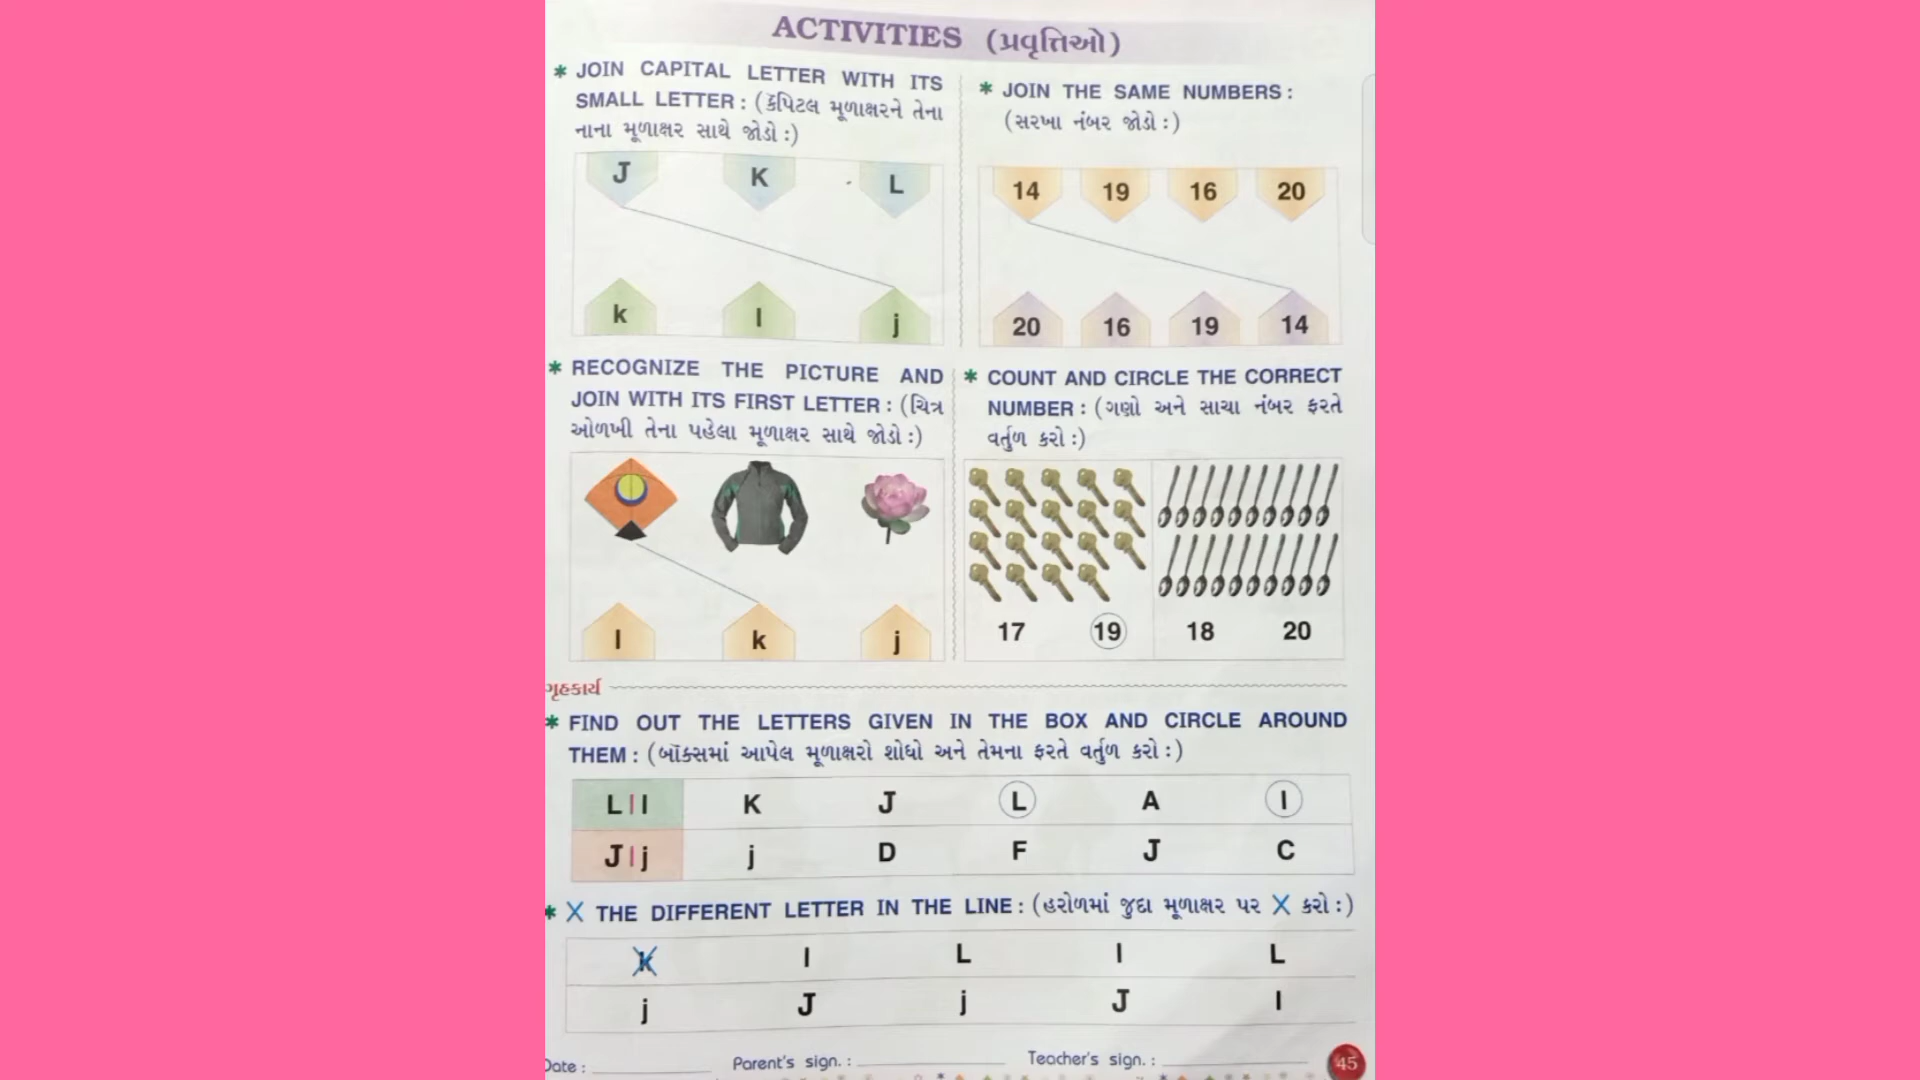 ACTIVITIES (પ્રવૃત્તિઓ)
* JOIN CAPITAL LETTER WITH ITS
SMALL LETTER : (કૅપિટલ મૂળાક્ષરને તેના
નાના મૂળાક્ષર સાથે જોડો :)
J K L
k l j
* JOIN THE SAME NUMBERS :
(સરખા નંબર જોડો :)
14 19 16 20
20 16 19 14
* RECOGNIZE THE PICTURE AND
JOIN WITH ITS FIRST LETTER : (ચિત્ર
ઓળખી તેના પહેલા મૂળાક્ષર સાથે જોડો :)
l k j
* COUNT AND CIRCLE THE CORRECT
NUMBER : (ગણો અને સાચા નંબર ફરતે
વર્તુળ કરો :)
17 19 18 20
ગૃહકાર્ય
* FIND OUT THE LETTERS GIVEN IN THE BOX AND CIRCLE AROUND
THEM : (બૉક્સમાં આપેલ મૂળાક્ષરો શોધો અને તેમના ફરતે વર્તુળ કરો :)
L | l K J L A l
J | j j D F J C
* X THE DIFFERENT LETTER IN THE LINE : (હરોળમાં જુદા મૂળાક્ષર પર X કરો :)
k l L l L
j J j J l
Date : Parent's sign. : Teacher's sign. : 45